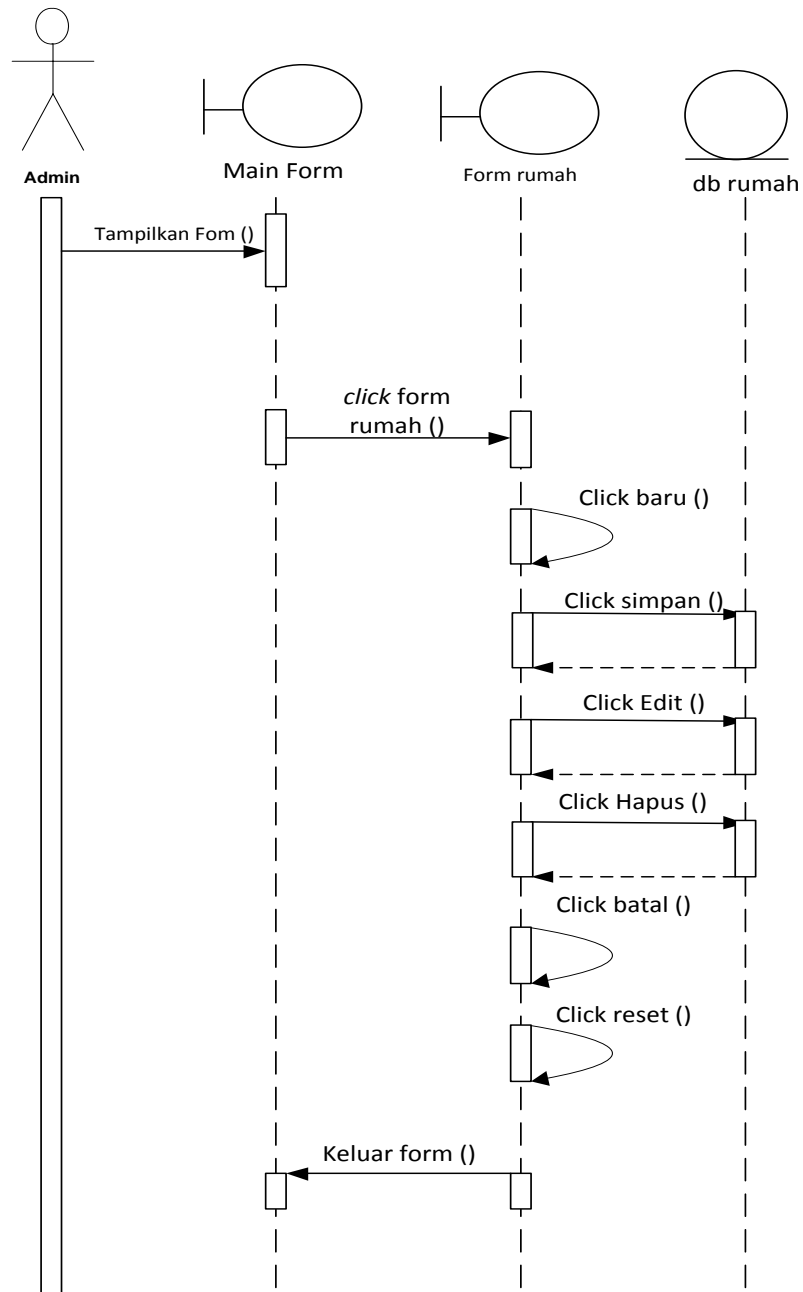 Admin
Main Form
Form rumah
db rumah
Tampilkan Fom ()
click form
rumah ()
Click baru ()
Click simpan ()
Click Edit ()
Click Hapus ()
Click batal ()
Click reset ()
Keluar form ()